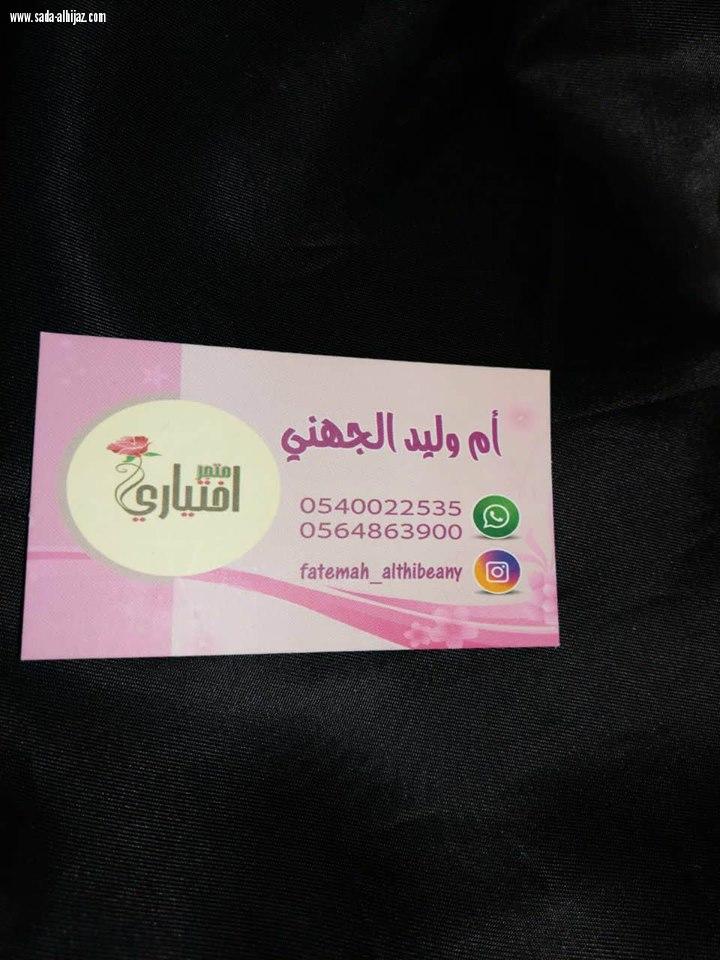 www.sada-alhijaz.com
أم وليد الجهني
متجر
اختياري
0540022535
0564863900
fatemah_althibeany